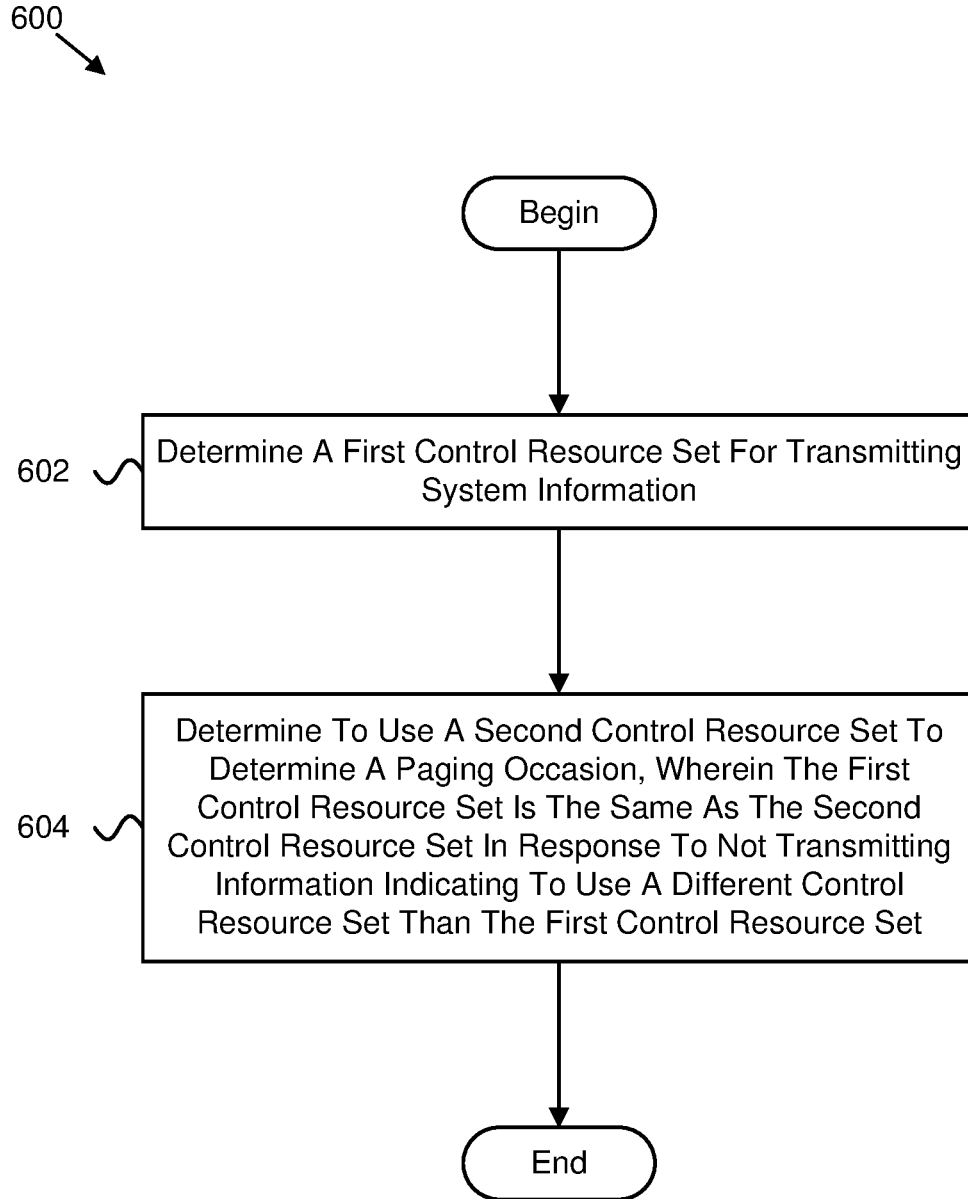 600
Begin
602
Determine A First Control Resource Set For Transmitting
System Information
604
Determine To Use A Second Control Resource Set To
Determine A Paging Occasion, Wherein The First
Control Resource Set Is The Same As The Second
Control Resource Set In Response To Not Transmitting
Information Indicating To Use A Different Control
Resource Set Than The First Control Resource Set
End